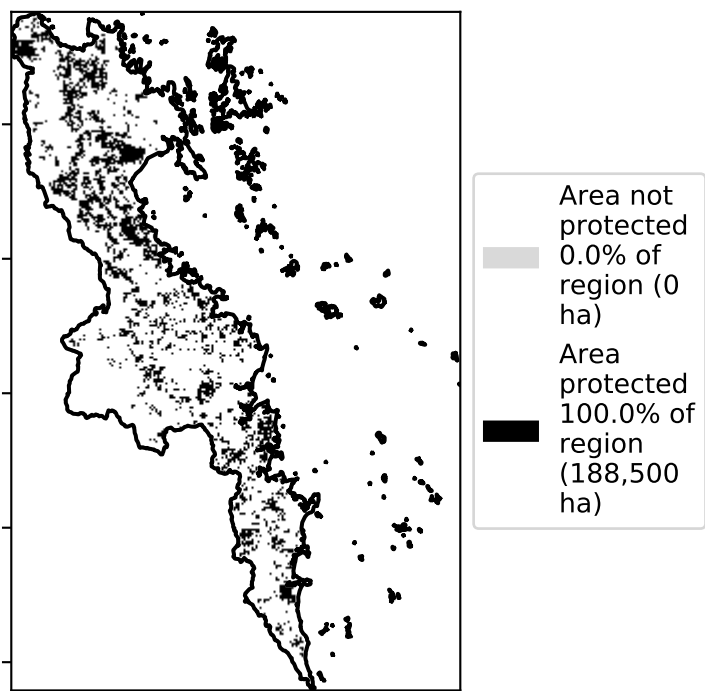 Area not
protected
0.0% of
region (0
ha)
Area
protected
100.0% of
region
(188,500
ha)